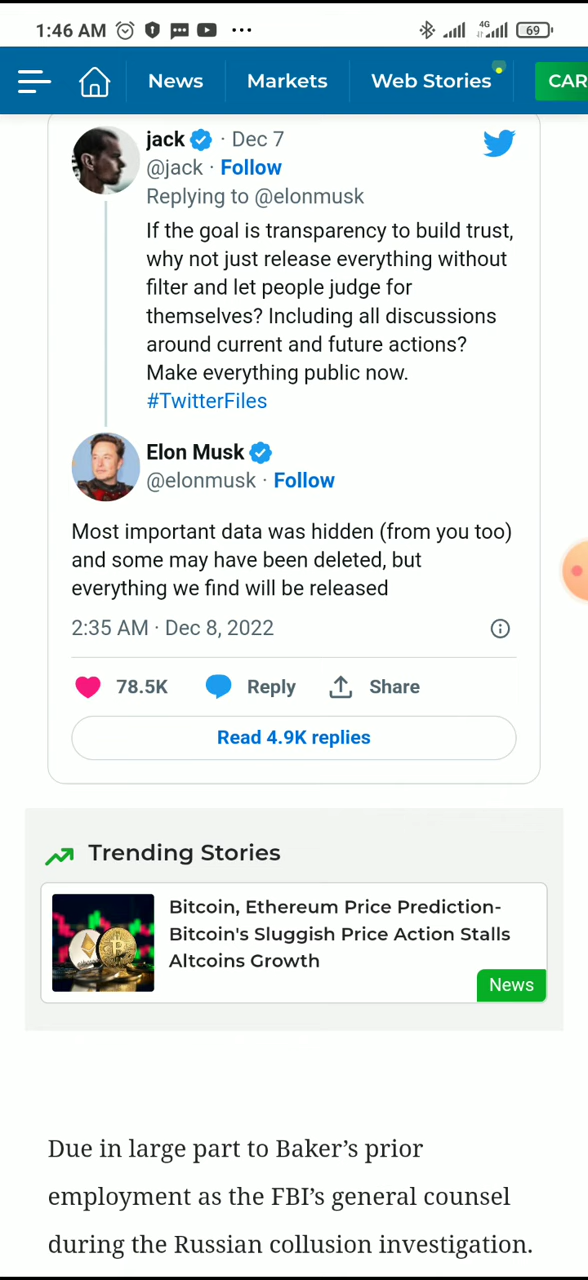 1:46 AM
4G
69
News
Markets
Web Stories
CAR
jack · Dec 7
@jack · Follow
Replying to @elonmusk
If the goal is transparency to build trust,
why not just release everything without
filter and let people judge for
themselves? Including all discussions
around current and future actions?
Make everything public now.
#TwitterFiles
Elon Musk
@elonmusk · Follow
Most important data was hidden (from you too)
and some may have been deleted, but
everything we find will be released
2:35 AM · Dec 8, 2022
78.5K
Reply
Share
Read 4.9K replies
Trending Stories
Bitcoin, Ethereum Price Prediction-
Bitcoin's Sluggish Price Action Stalls
Altcoins Growth
News
Due in large part to Baker’s prior
employment as the FBI’s general counsel
during the Russian collusion investigation.